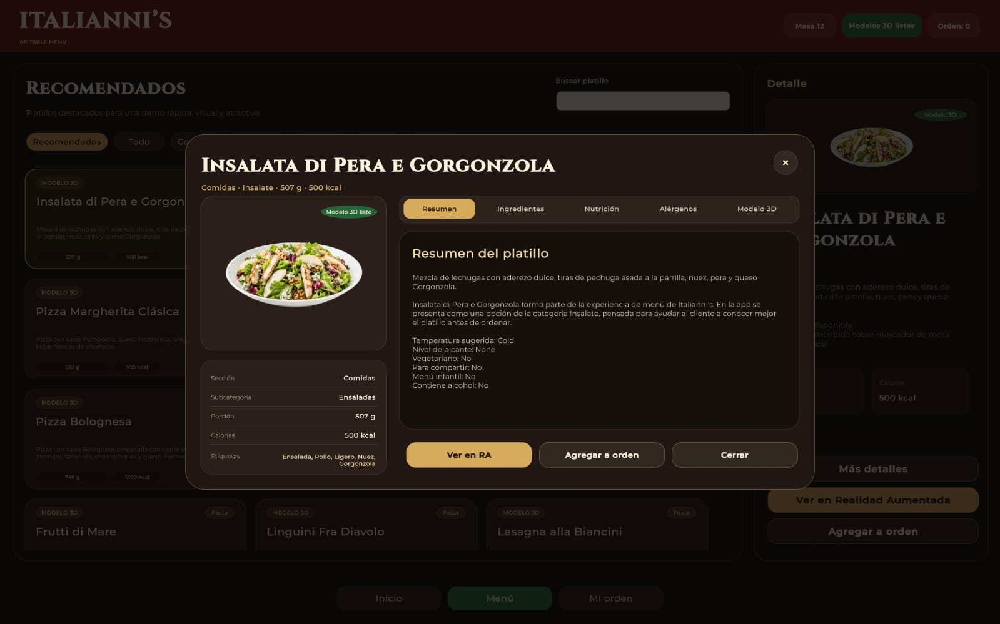 ITALIANNI'S
AR TABLE MENU
Mesa 12
Modelos 3D listos
Orden: 0
Recomendados
Platillos destacados para una demo rápida, visual y atractiva.
Buscar platillo
Recomendados
Todo
Co
MODELO 3D
Insalata di Pera e Gorgon
Mezcla de lechugas con aderezo dulce, tiras de p
la parrilla, nuez, pera y queso Gorgonzola.
507 g
500 kcal
MODELO 3D
Pizza Margherita Clásica
Pizza con salsa Pomodoro, queso Mozzarella, oré
hojas frescas de albahaca.
562 g
995 kcal
MODELO 3D
Pizza Bolognesa
Pizza con salsa Bolognese preparada con carne d
jitomate Italianni's, champiñones y queso Parme
746 g
1300 kcal
MODELO 3D
Pasta
Frutti di Mare
MODELO 3D
Pasta
Linguini Fra Diavolo
MODELO 3D
Pasta
Lasagna alla Biancini
Insalata di Pera e Gorgonzola
×
Comidas · Insalate · 507 g · 500 kcal
Modelo 3D listo
Sección
Comidas
Subcategoría
Ensaladas
Porción
507 g
Calorías
500 kcal
Etiquetas
Ensalada, Pollo, Ligero, Nuez,
Gorgonzola
Resumen
Ingredientes
Nutrición
Alérgenos
Modelo 3D
Resumen del platillo
Mezcla de lechugas con aderezo dulce, tiras de pechuga asada a la parrilla, nuez, pera y queso
Gorgonzola.
Insalata di Pera e Gorgonzola forma parte de la experiencia de menú de Italianni's. En la app se
presenta como una opción de la categoría Insalate, pensada para ayudar al cliente a conocer mejor
el platillo antes de ordenar.
Temperatura sugerida: Cold
Nivel de picante: None
Vegetariano: No
Para compartir: No
Menú infantil: No
Contiene alcohol: No
Ver en RA
Agregar a orden
Cerrar
Detalle
Modelo 3D
LATA DI PERA E
GONZOLA
chugas con aderezo dulce, tiras de
da a la parrilla, nuez, pera y queso
disponible
mentada sobre marcador de mesa
kcal
Calorías
500 kcal
Más detalles
Ver en Realidad Aumentada
Agregar a orden
Inicio
Menú
Mi orden